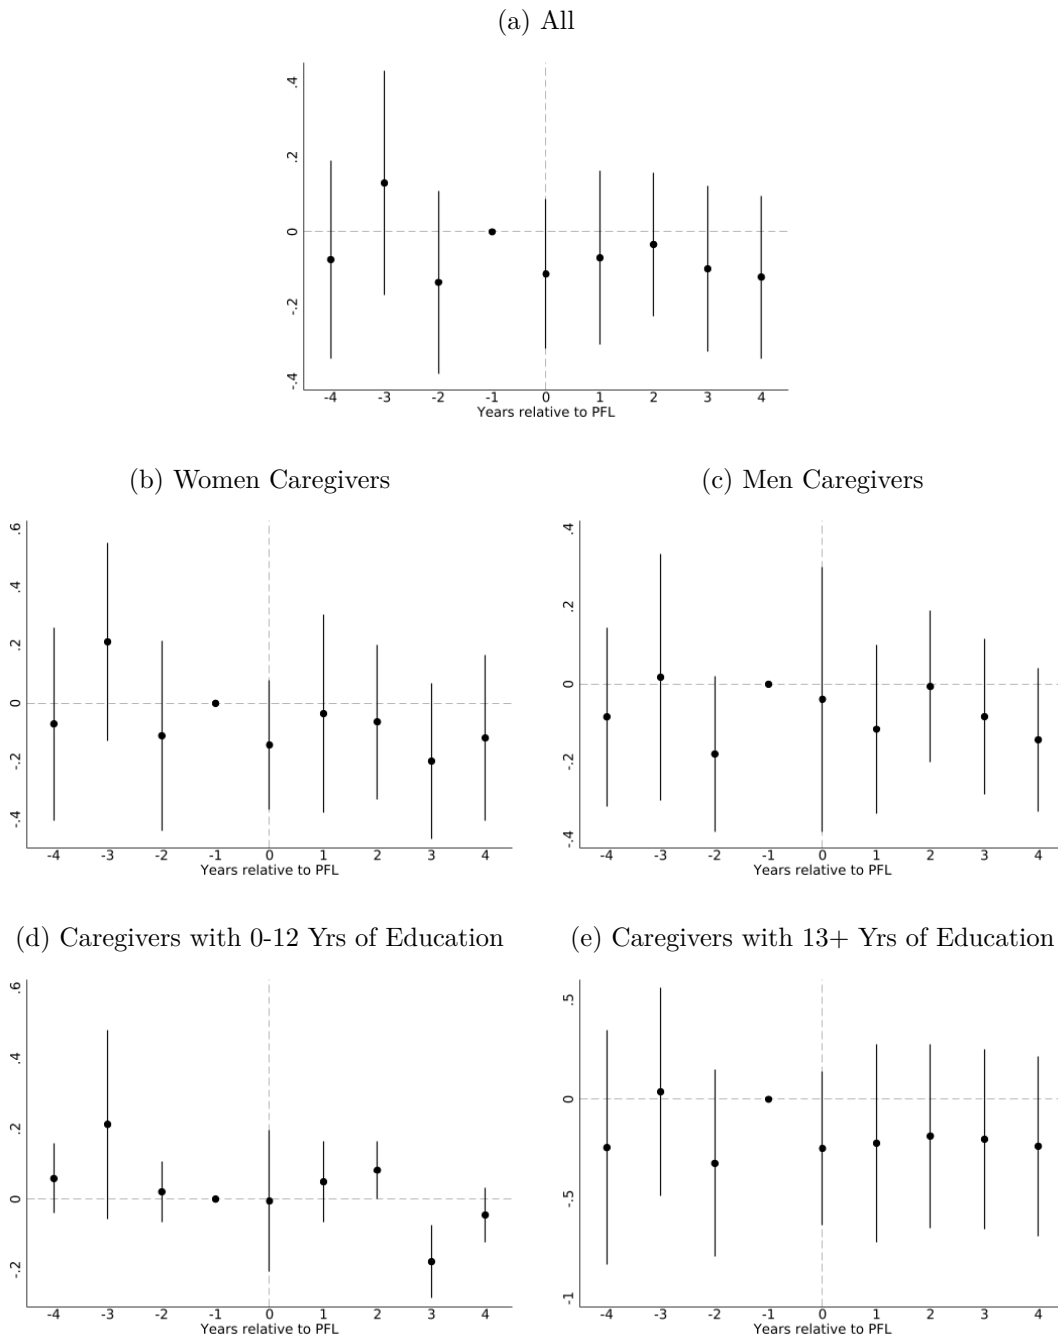 (a) All
.4
.2
0
-.2
-.4
-4 -3 -2 -1 0 1 2 3 4
Years relative to PFL
(b) Women Caregivers
.6
.4
.2
0
-.2
-.4
-4 -3 -2 -1 0 1 2 3 4
Years relative to PFL
(c) Men Caregivers
.4
.2
0
-.2
-.4
-4 -3 -2 -1 0 1 2 3 4
Years relative to PFL
(d) Caregivers with 0-12 Yrs of Education
.6
.4
.2
0
-.2
-4 -3 -2 -1 0 1 2 3 4
Years relative to PFL
(e) Caregivers with 13+ Yrs of Education
.5
0
-.5
-1
-4 -3 -2 -1 0 1 2 3 4
Years relative to PFL